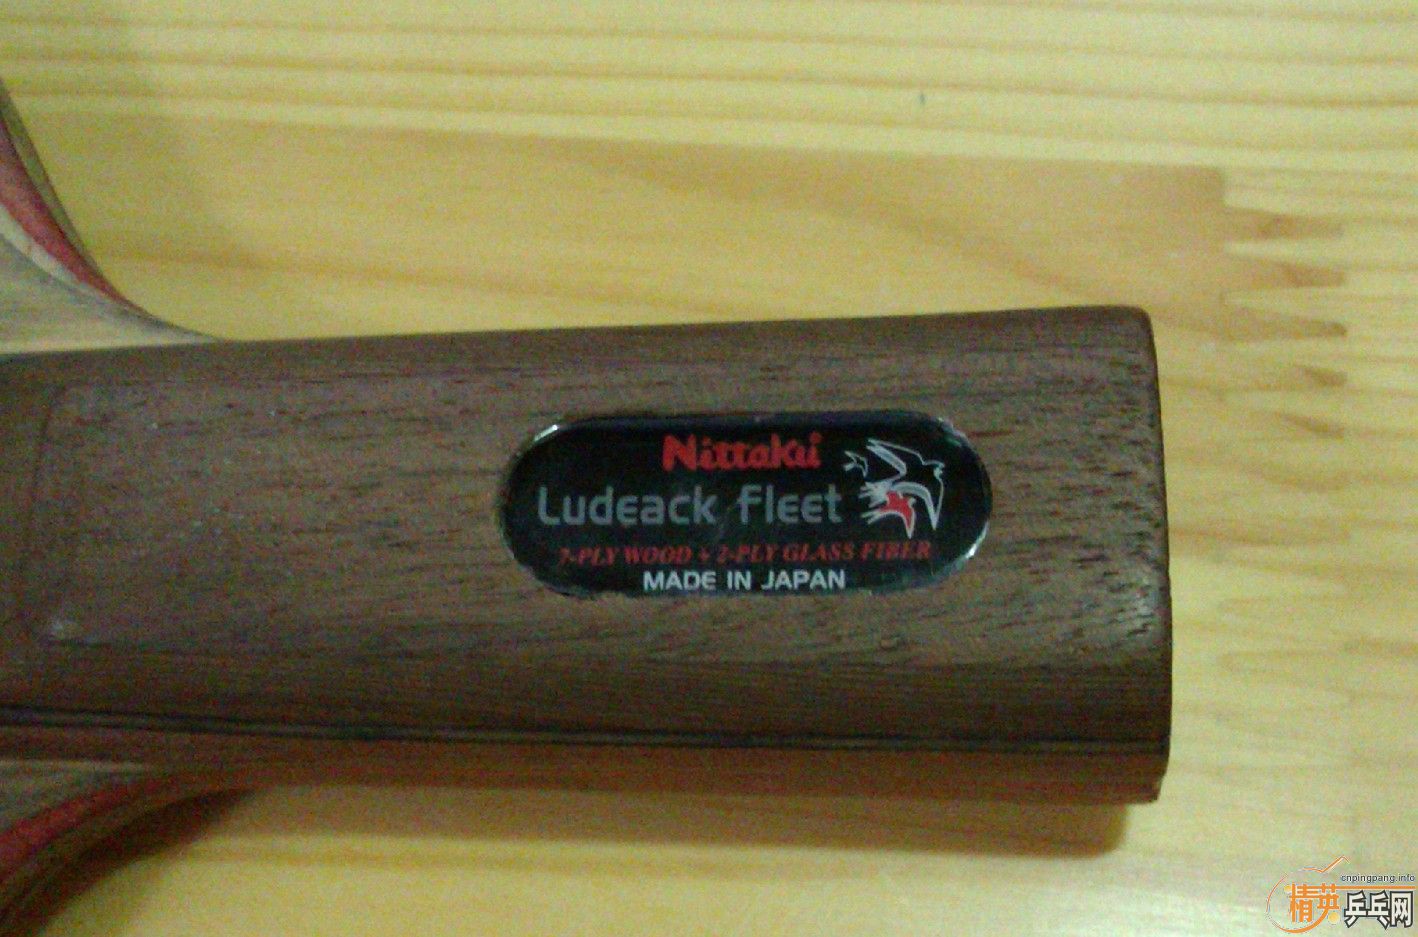 Nittaku
Ludeack fleet
7-PLY WOOD + 2-PLY GLASS FIBER
MADE IN JAPAN
cnpingpang.info
精英乒乓网